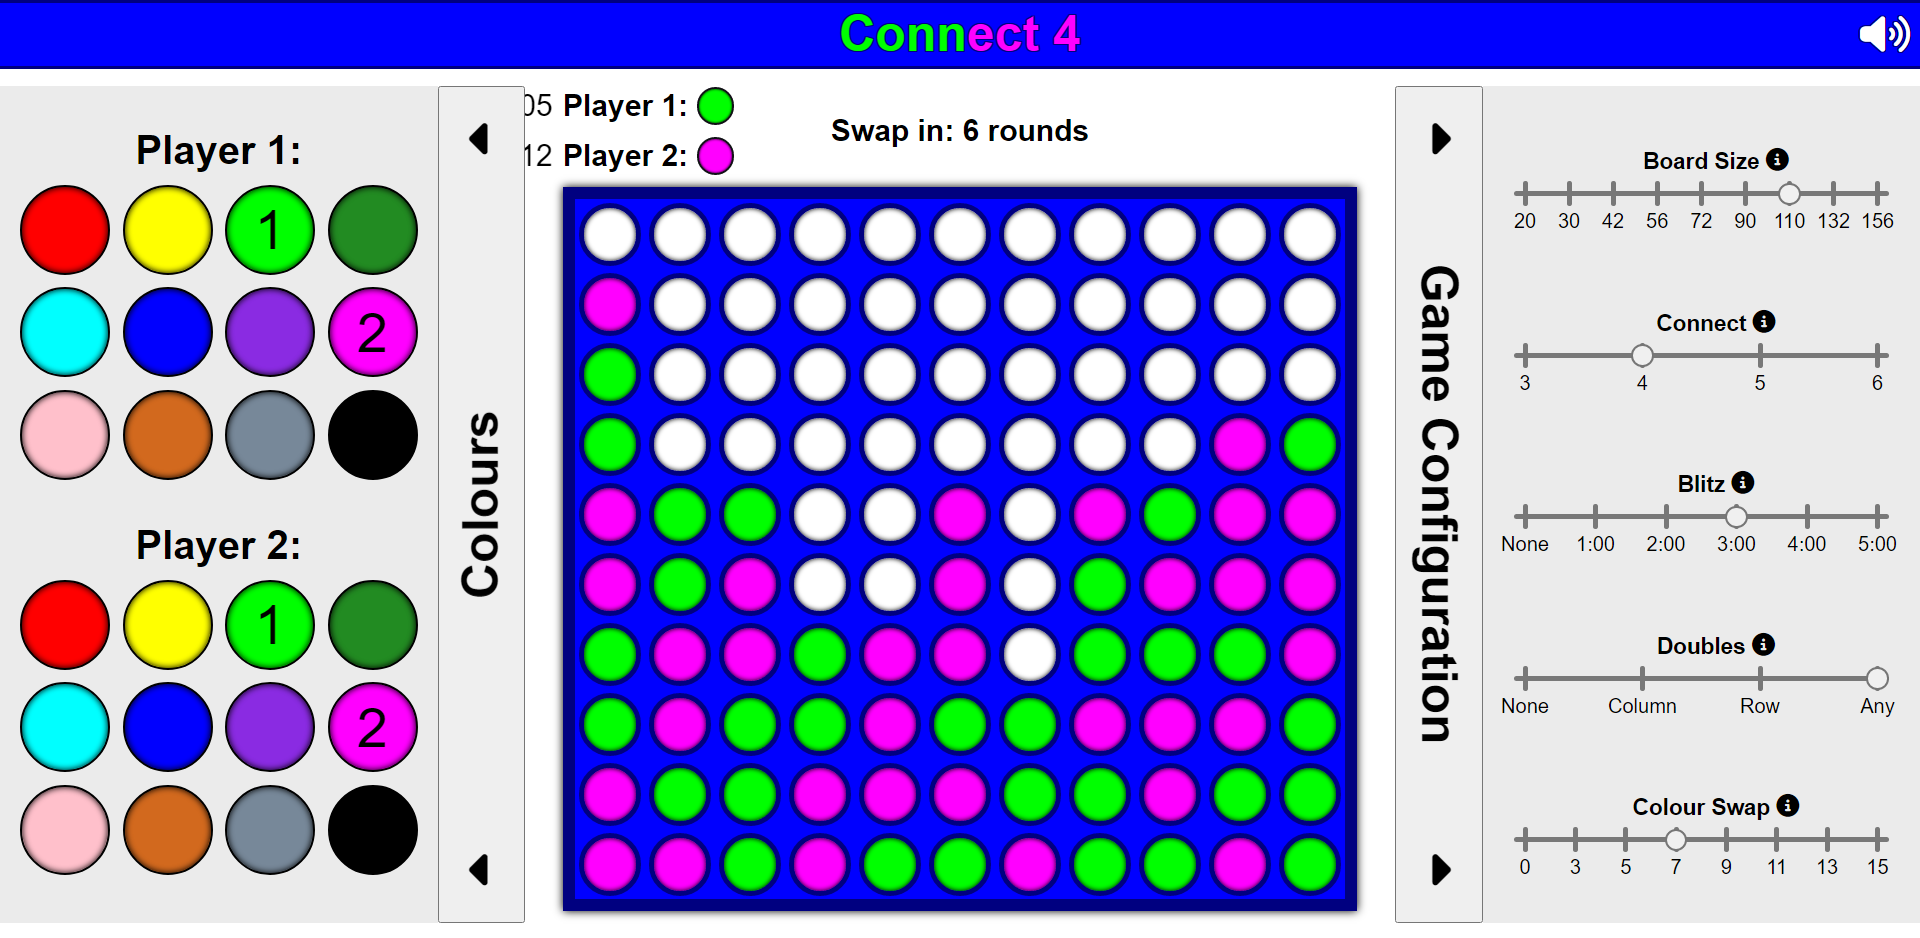 Connect 4
Player 1:
1
2
Player 2:
1
2
Colours
05 Player 1:
12 Player 2:
Swap in: 6 rounds
Game Configuration
Board Size
20 30 42 56 72 90 110 132 156
Connect
3 4 5 6
Blitz
None 1:00 2:00 3:00 4:00 5:00
Doubles
None Column Row Any
Colour Swap
0 3 5 7 9 11 13 15